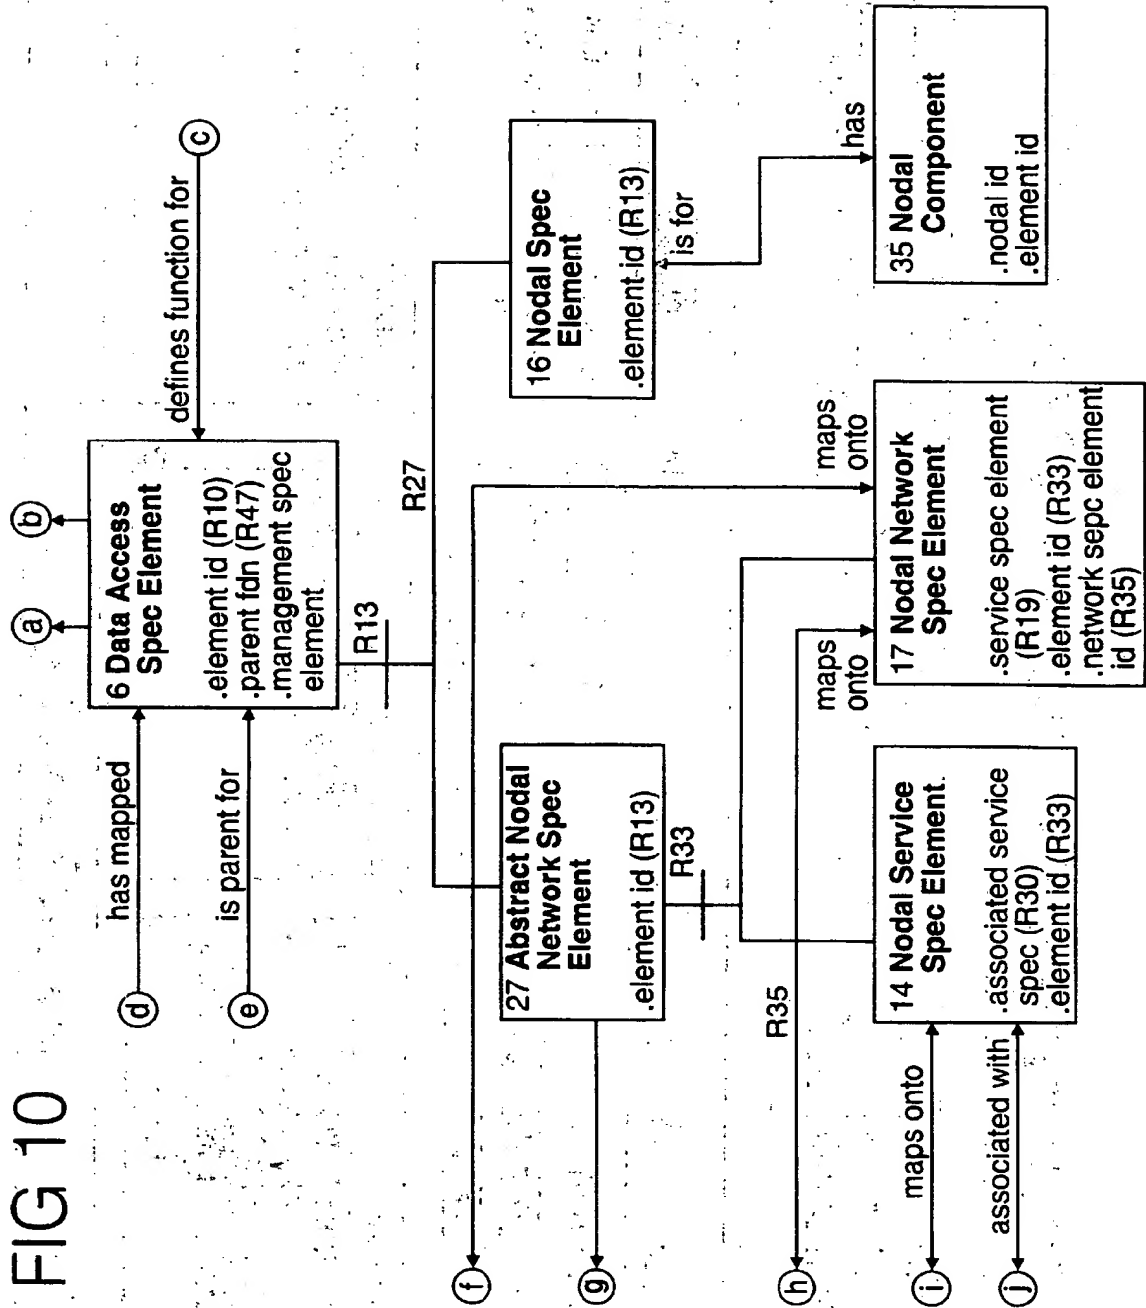 FIG 10
a
b
c
d
e
has mapped
is parent for
defines function for
6 Data Access
Spec Element
.element id (R10)
.parent fdn (R47)
.management spec
element
R13
R27
f
g
27 Abstract Nodal
Network Spec
Element
.element id (R13)
R33
16 Nodal Spec
Element
.element id (R13)
is for
has
h
R35
maps
onto
maps
onto
i
j
maps onto
associated with
14 Nodal Service
Spec Element
.associated service
spec (R30)
.element id (R33)
17 Nodal Network
Spec Element
.service spec element
(R19)
.element id (R33)
.network sepc element
id (R35)
35 Nodal
Component
.nodal id
.element id